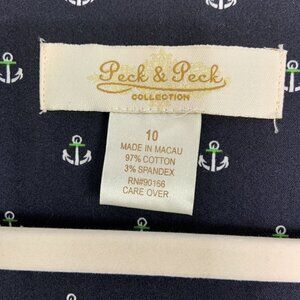 Peck & Peck
COLLECTION
10
MADE IN MACAU
97% COTTON
3% SPANDEX
RN#90166
CARE OVER